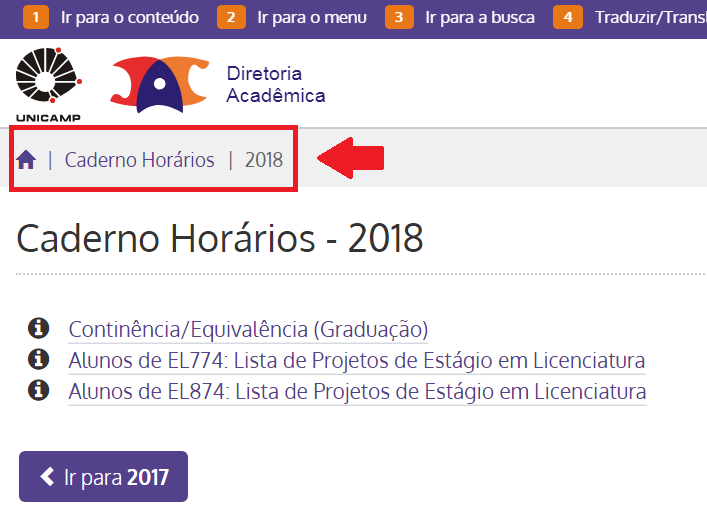 1 Ir para o conteúdo 2 Ir para o menu 3 Ir para a busca 4 Traduzir/Transl
UNICAMP
Diretoria
Acadêmica
| Caderno Horários | 2018
Caderno Horários - 2018
Continência/Equivalência (Graduação)
Alunos de EL774: Lista de Projetos de Estágio em Licenciatura
Alunos de EL874: Lista de Projetos de Estágio em Licenciatura
Ir para 2017